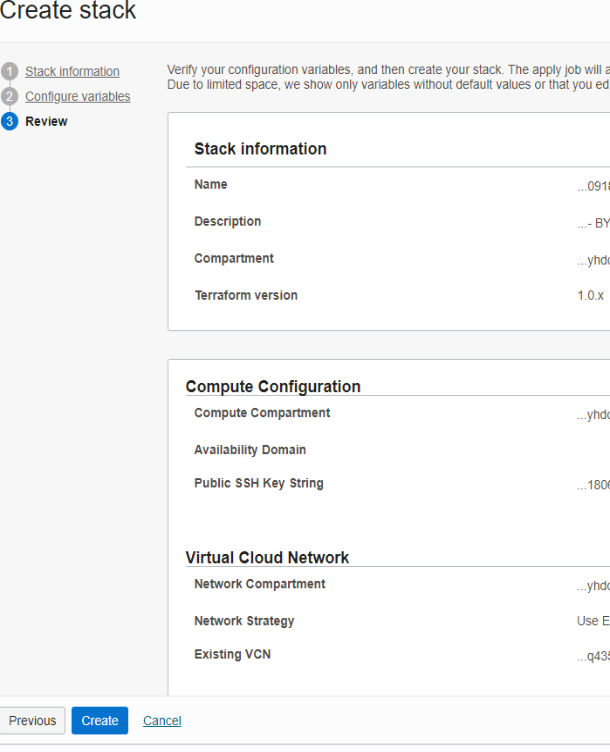 Create stack
1 Stack information
2 Configure variables
3 Review
Verify your configuration variables, and then create your stack. The apply job will a
Due to limited space, we show only variables without default values or that you ed
Stack information
Name ...0918
Description ...- BY
Compartment ...yhdo
Terraform version 1.0.x
Compute Configuration
Compute Compartment ...yhdo
Availability Domain
Public SSH Key String ...1806
Virtual Cloud Network
Network Compartment ...yhdo
Network Strategy Use E
Existing VCN ...q435
Previous Create Cancel